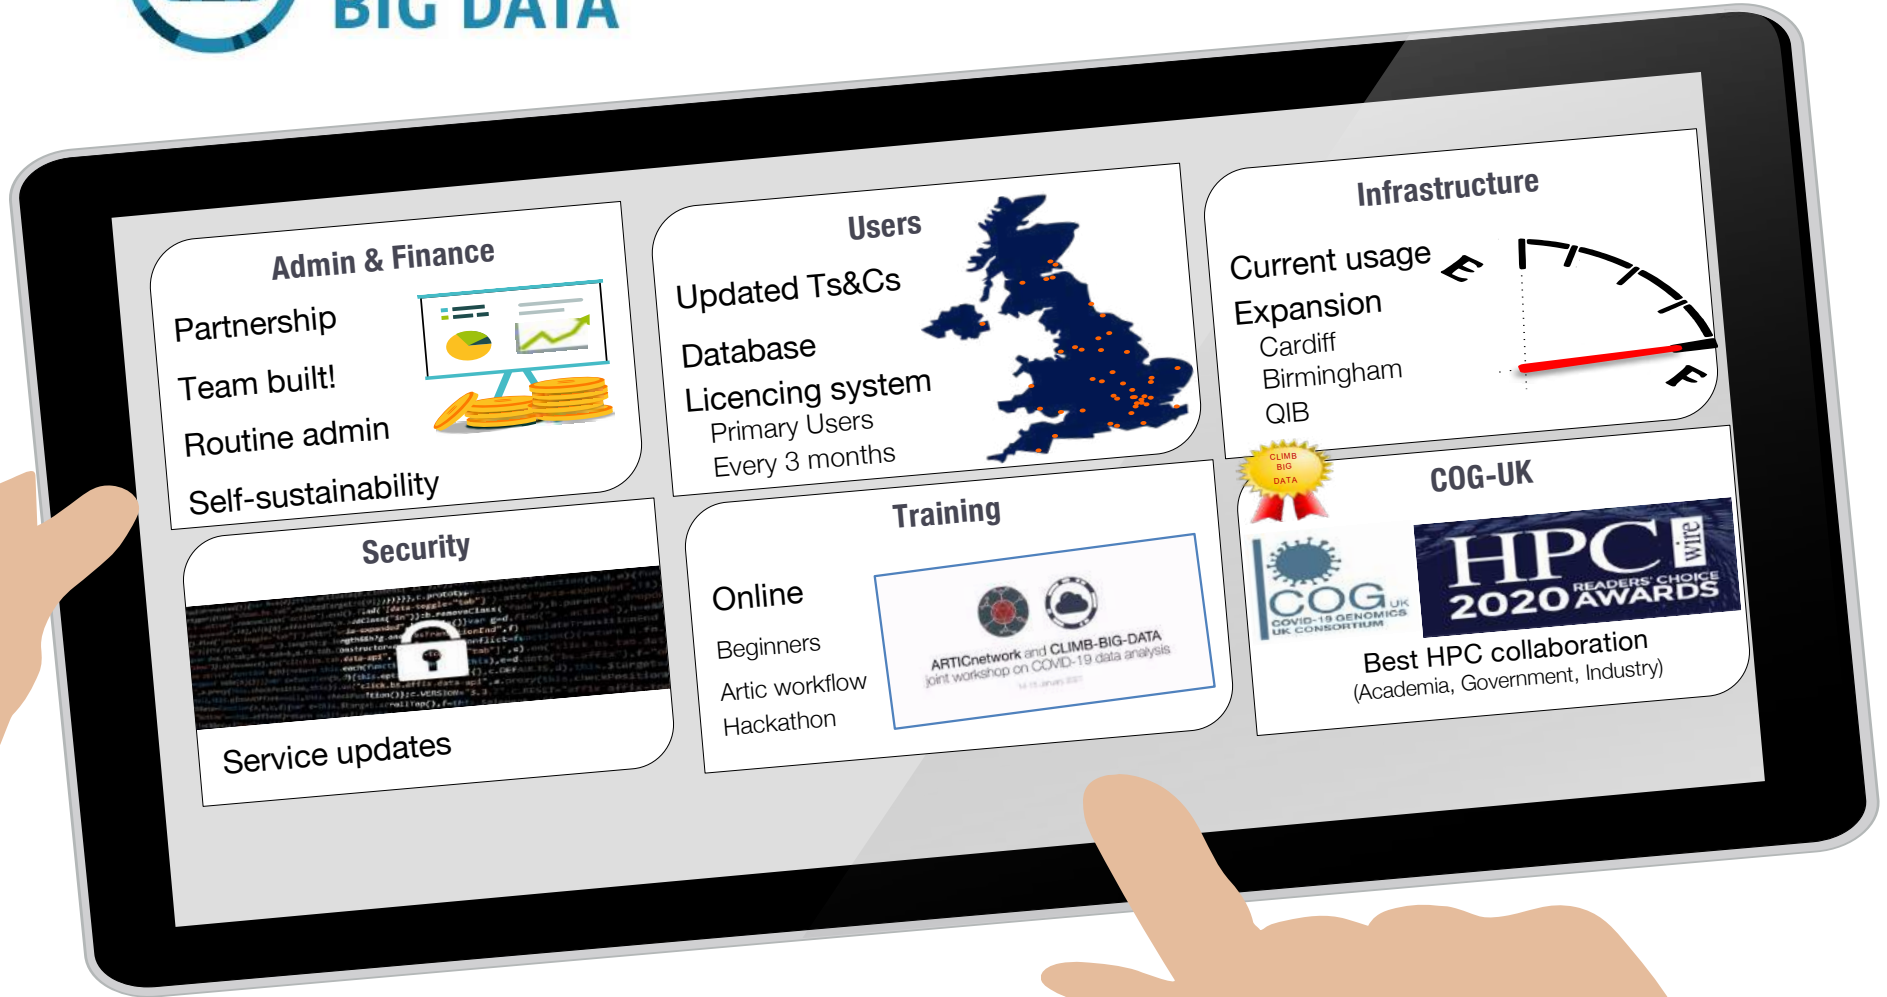 BIG DATA
Admin & Finance
Partnership
Team built!
Routine admin
Self-sustainability
Users
Updated Ts&Cs
Database
Licencing system
Primary Users
Every 3 months
Infrastructure
Current usage
Expansion
Cardiff
Birmingham
QIB
E
F
Security
Service updates
Training
Online
Beginners
Artic workflow
Hackathon
ARTICnetwork and CLIMB-BIG-DATA
joint workshop on COVID-19 data analysis
CLIMB
BIG
DATA
COG-UK
COG UK
COVID-19 GENOMICS
UK CONSORTIUM
HPC wire
2020 READERS' CHOICE
AWARDS
Best HPC collaboration
(Academia, Government, Industry)